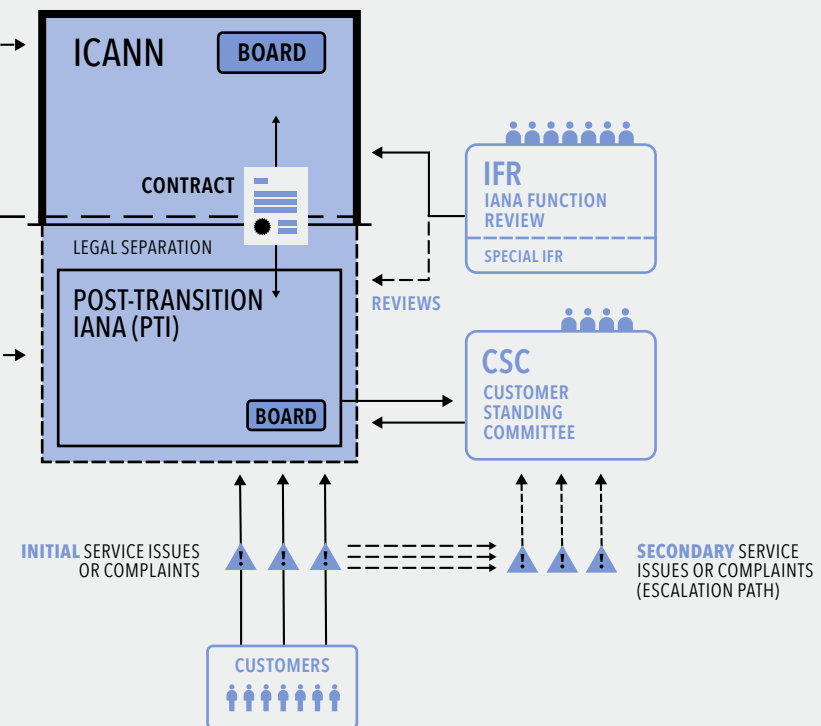 ICANN
BOARD
CONTRACT
LEGAL SEPARATION
POST-TRANSITION
IANA (PTI)
BOARD
IFR
IANA FUNCTION
REVIEW
SPECIAL IFR
REVIEWS
CSC
CUSTOMER
STANDING
COMMITTEE
INITIAL SERVICE ISSUES
OR COMPLAINTS
!
!
!
!
!
!
SECONDARY SERVICE
ISSUES OR COMPLAINTS
(ESCALATION PATH)
CUSTOMERS